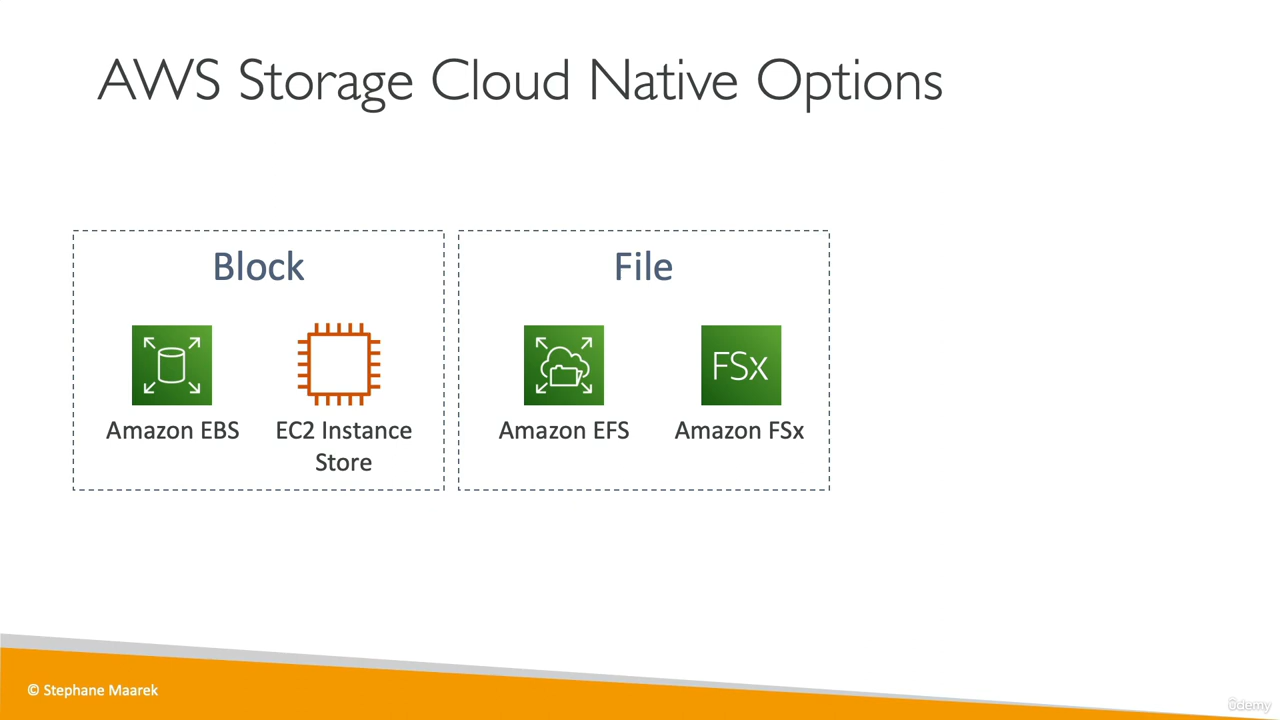 AWS Storage Cloud Native Options
Block
Amazon EBS
EC2 Instance
Store
File
Amazon EFS
FSx
Amazon FSx
© Stephane Maarek
ûdemy